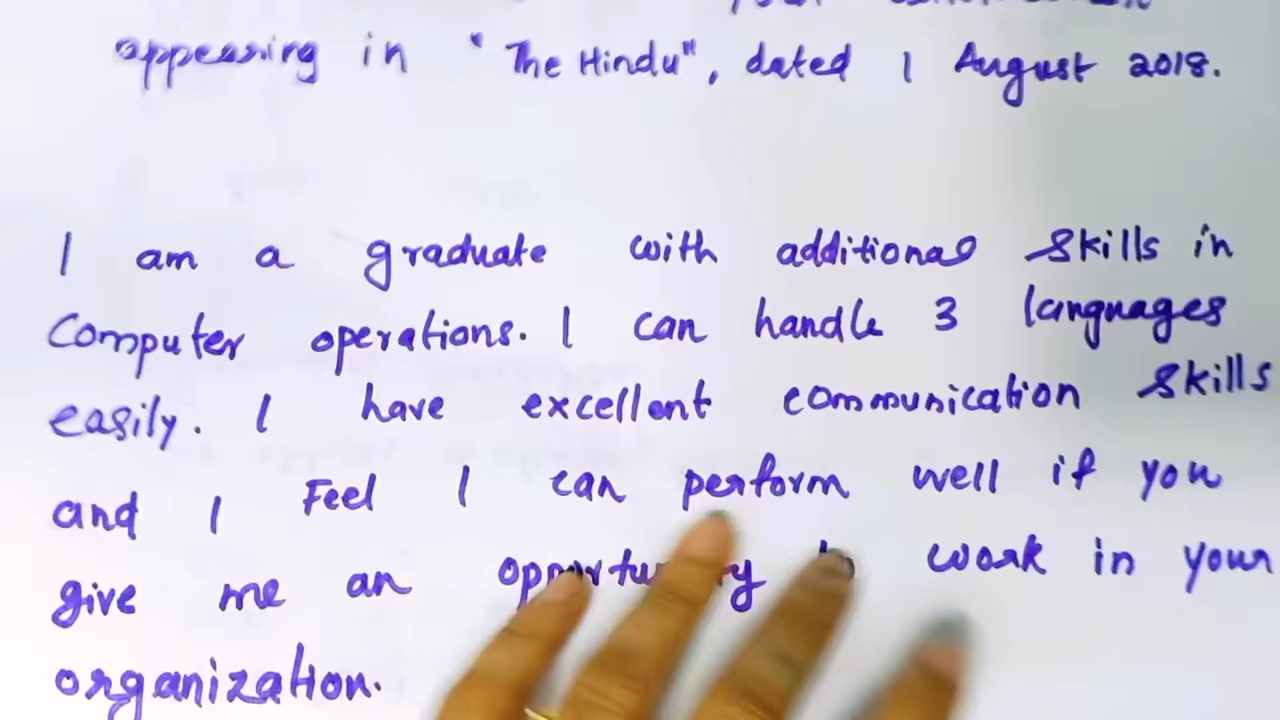 appearing in "The Hindu", dated 1 August 2018.
I am a graduate with additional skills in
Computer operations. I can handle 3 languages
easily. I have excellent communication skills
and I Feel I can perform well if you
give me an opportunity to work in your
organization.